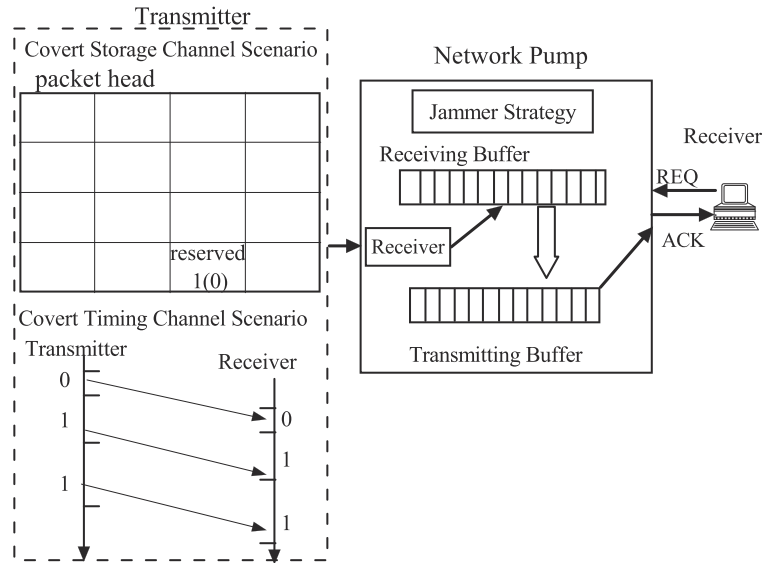 Transmitter
Covert Storage Channel Scenario
packet head
reserved
1(0)
Covert Timing Channel Scenario
Transmitter
Receiver
0
1
1
0
1
1
Network Pump
Jammer Strategy
Receiving Buffer
Receiver
Transmitting Buffer
Receiver
REQ
ACK